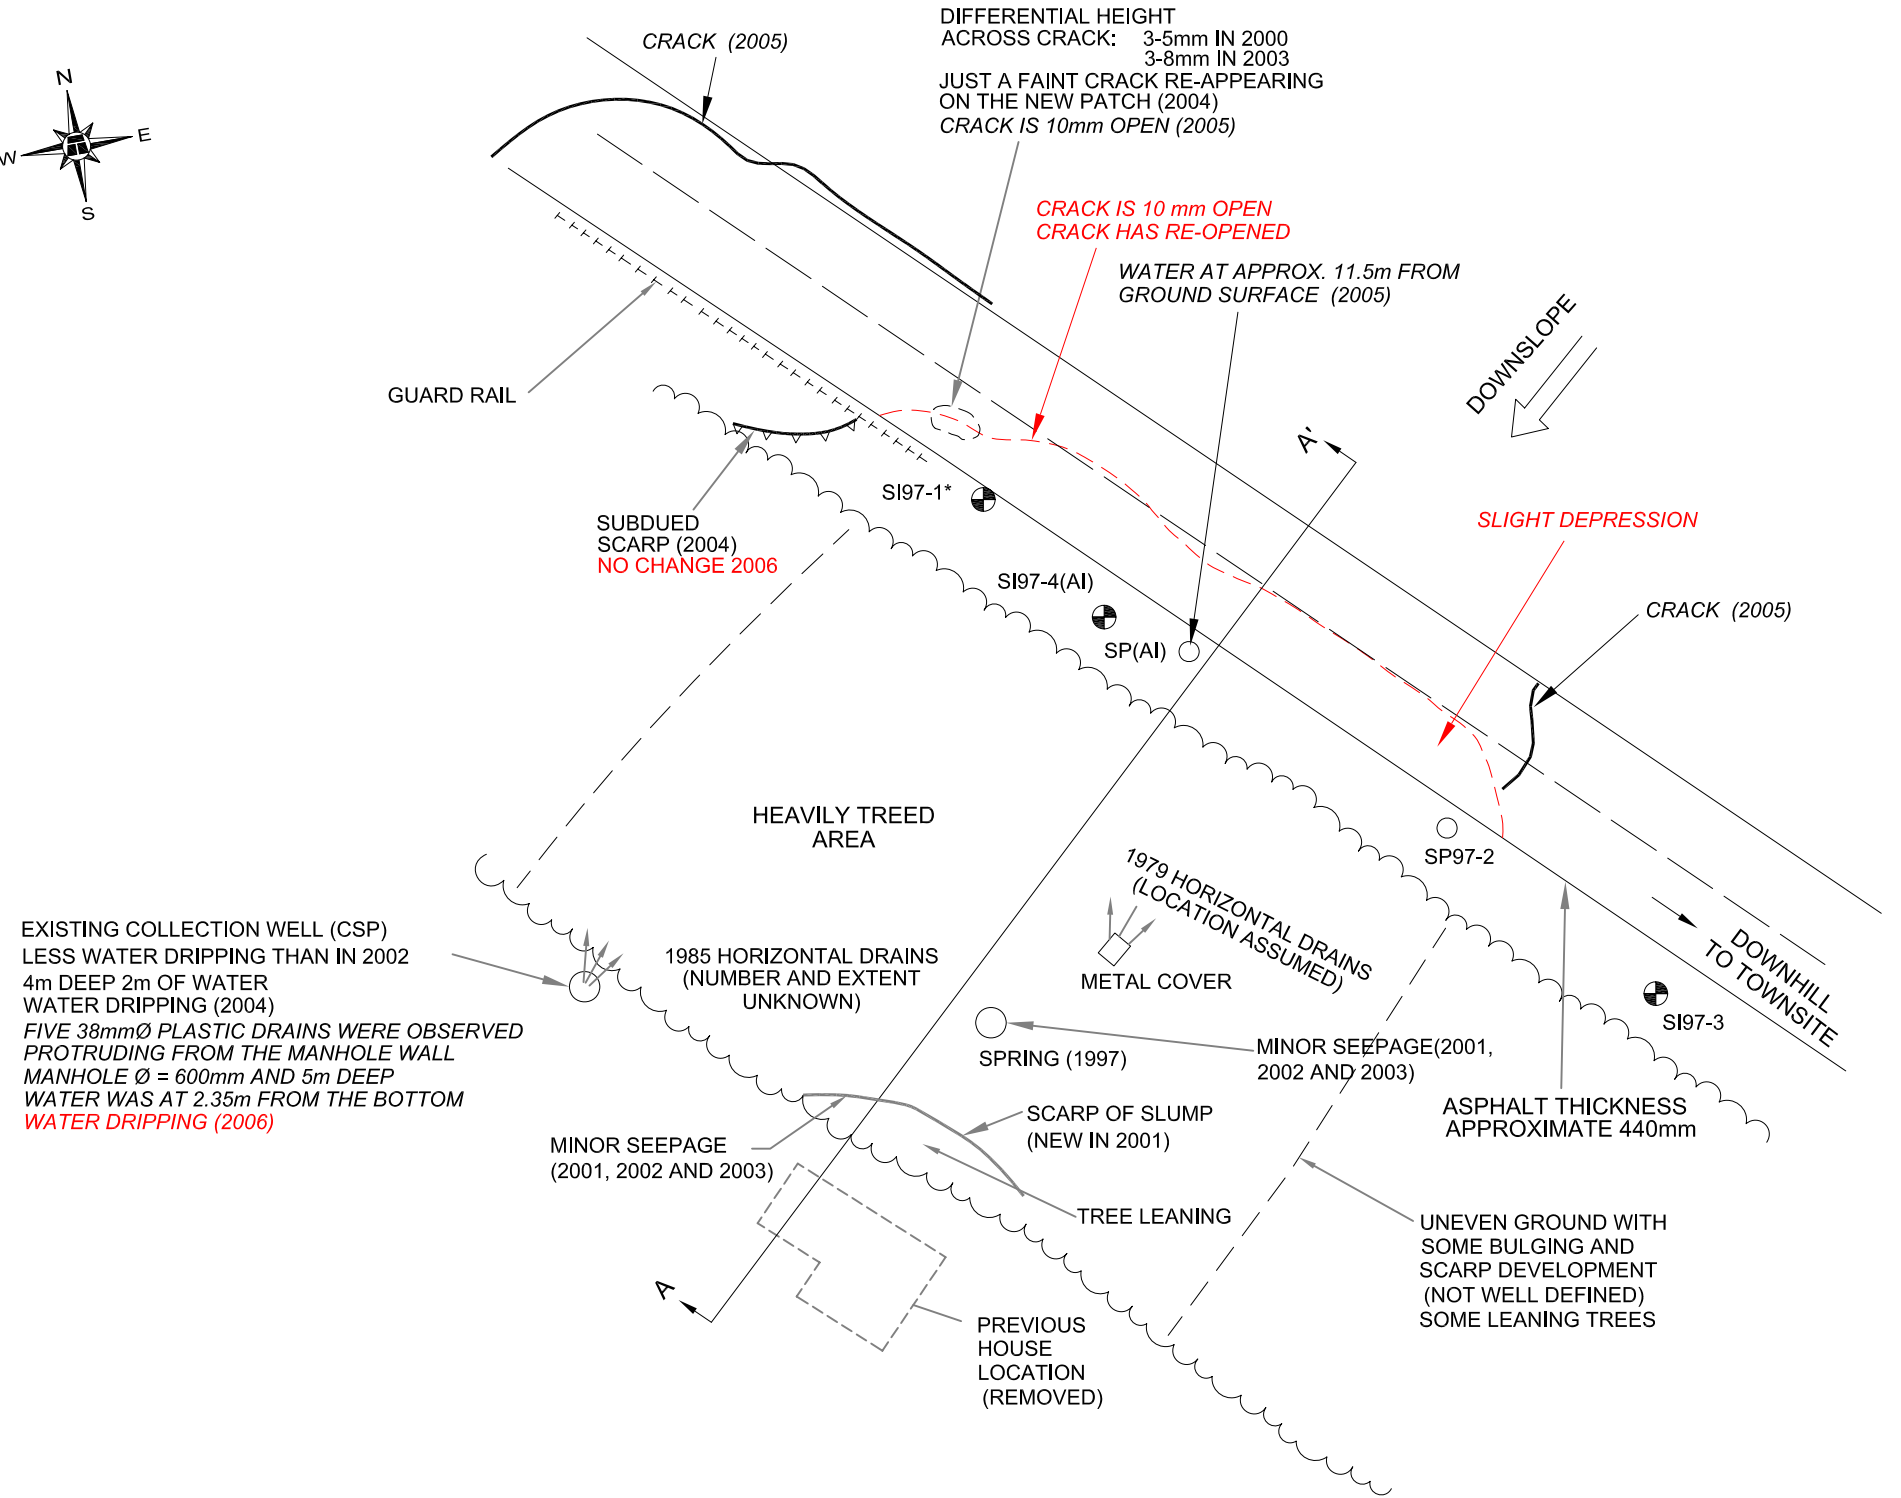 DIFFERENTIAL HEIGHT
ACROSS CRACK: 3-5mm IN 2000
3-8mm IN 2003
JUST A FAINT CRACK RE-APPEARING
ON THE NEW PATCH (2004)
CRACK IS 10mm OPEN (2005)
CRACK (2005)
N
E
W
S
CRACK IS 10 mm OPEN
CRACK HAS RE-OPENED
WATER AT APPROX. 11.5m FROM
GROUND SURFACE (2005)
DOWNSLOPE
GUARD RAIL
A'
SI97-1*
SUBDUED
SCARP (2004)
NO CHANGE 2006
SLIGHT DEPRESSION
SI97-4(AI)
CRACK (2005)
SP(AI)
HEAVILY TREED
AREA
SP97-2
1979 HORIZONTAL DRAINS
(LOCATION ASSUMED)
METAL COVER
DOWNHILL
TO TOWNSITE
EXISTING COLLECTION WELL (CSP)
LESS WATER DRIPPING THAN IN 2002
4m DEEP 2m OF WATER
WATER DRIPPING (2004)
FIVE 38mmØ PLASTIC DRAINS WERE OBSERVED
PROTRUDING FROM THE MANHOLE WALL
MANHOLE Ø = 600mm AND 5m DEEP
WATER WAS AT 2.35m FROM THE BOTTOM
WATER DRIPPING (2006)
1985 HORIZONTAL DRAINS
(NUMBER AND EXTENT
UNKNOWN)
SI97-3
SPRING (1997)
MINOR SEEPAGE(2001,
2002 AND 2003)
ASPHALT THICKNESS
APPROXIMATE 440mm
SCARP OF SLUMP
(NEW IN 2001)
MINOR SEEPAGE
(2001, 2002 AND 2003)
TREE LEANING
UNEVEN GROUND WITH
SOME BULGING AND
SCARP DEVELOPMENT
(NOT WELL DEFINED)
SOME LEANING TREES
A
PREVIOUS
HOUSE
LOCATION
(REMOVED)